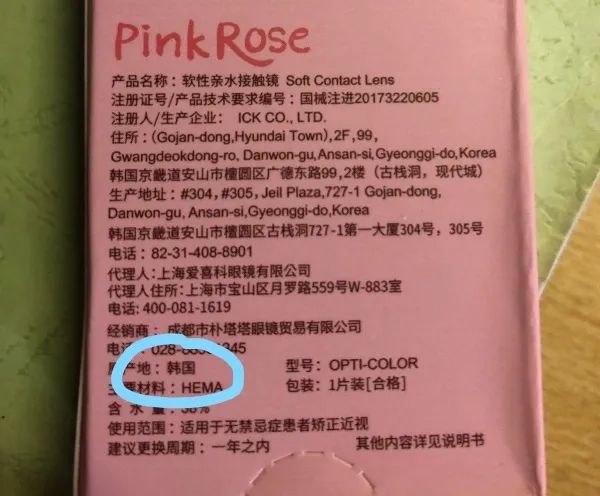 Pink Rose
产品名称：软性亲水接触镜 Soft Contact Lens
注册证号/产品技术要求编号：国械注进20173220605
注册人/生产企业： ICK CO., LTD.
住所：(Gojan-dong,Hyundai Town),2F,99,
Gwangdeokdong-ro, Danwon-gu,Ansan-si,Gyeonggi-do,Korea
韩国京畿道安山市檀园区广德东路99,2楼（古栈洞，现代城）
生产地址：#304,#305,Jeil Plaza,727-1 Gojan-dong,
Danwon-gu, Ansan-si,Gyeonggi-do,Korea
韩国京畿道安山市檀园区古栈洞727-1第一大厦304号，305号
电话：82-31-408-8901
代理人:上海爱喜科眼镜有限公司
代理人住所:上海市宝山区月罗路559号W-883室
电话: 400-081-1619
经销商：成都市朴塔塔眼镜贸易有限公司
原产地：韩国 型号：OPTI-COLOR
主要材料：HEMA 包装：1片装[合格]
含 水 量：38%
使用范围：适用于无禁忌症患者矫正近视
建议更换周期：一年之内 其他内容详见说明书